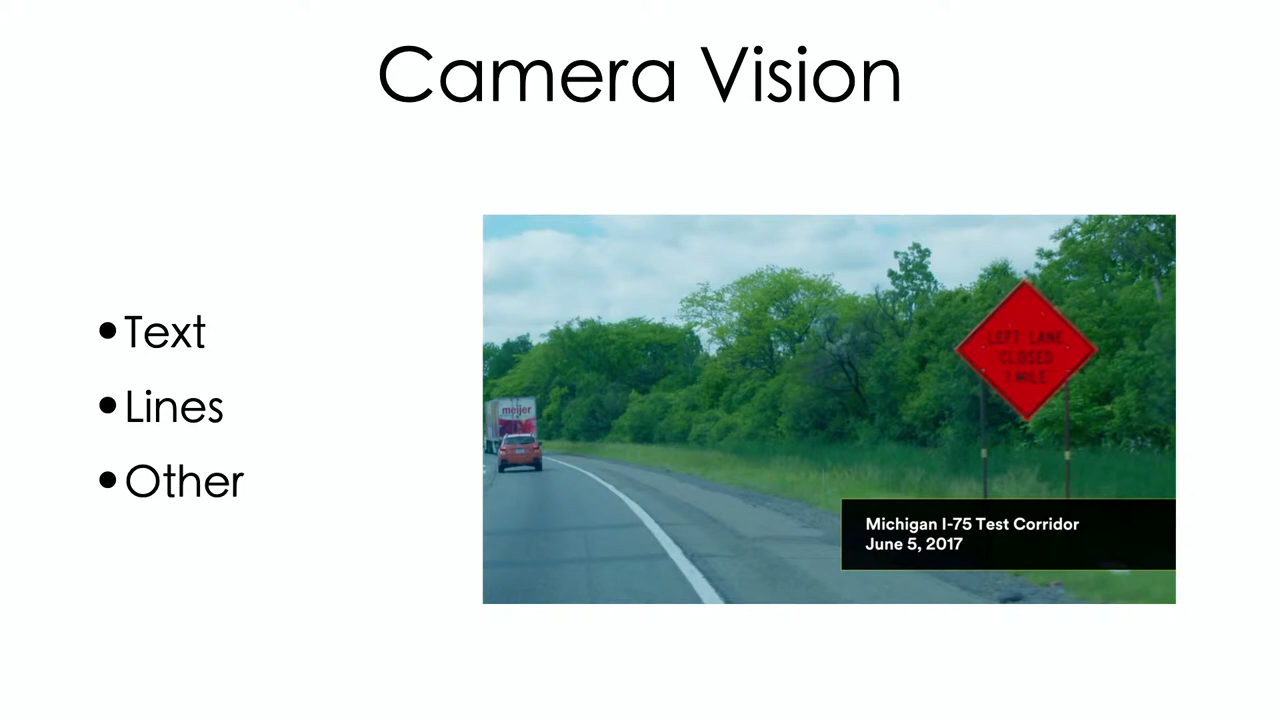 Camera Vision
• Text
• Lines
• Other
meijer
LEFT LANE
CLOSED
1 MILE
Michigan I-75 Test Corridor
June 5, 2017